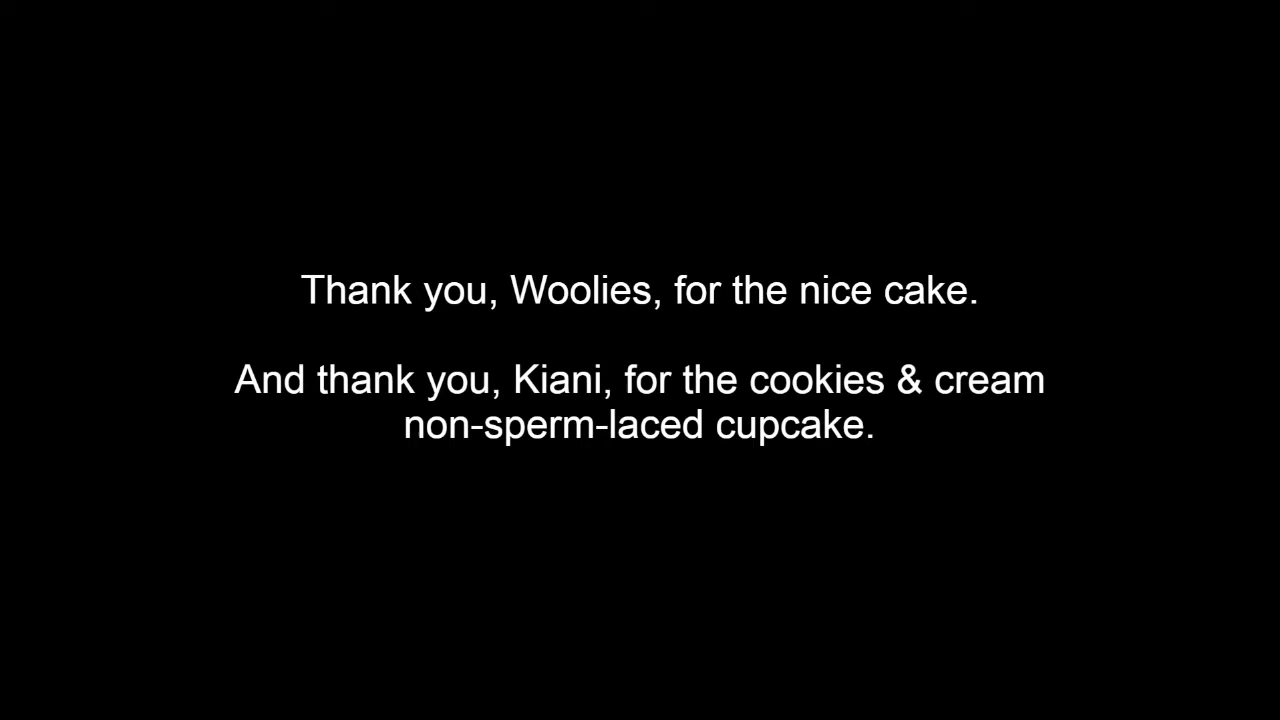 Thank you, Woolies, for the nice cake.
And thank you, Kiani, for the cookies & cream
non-sperm-laced cupcake.